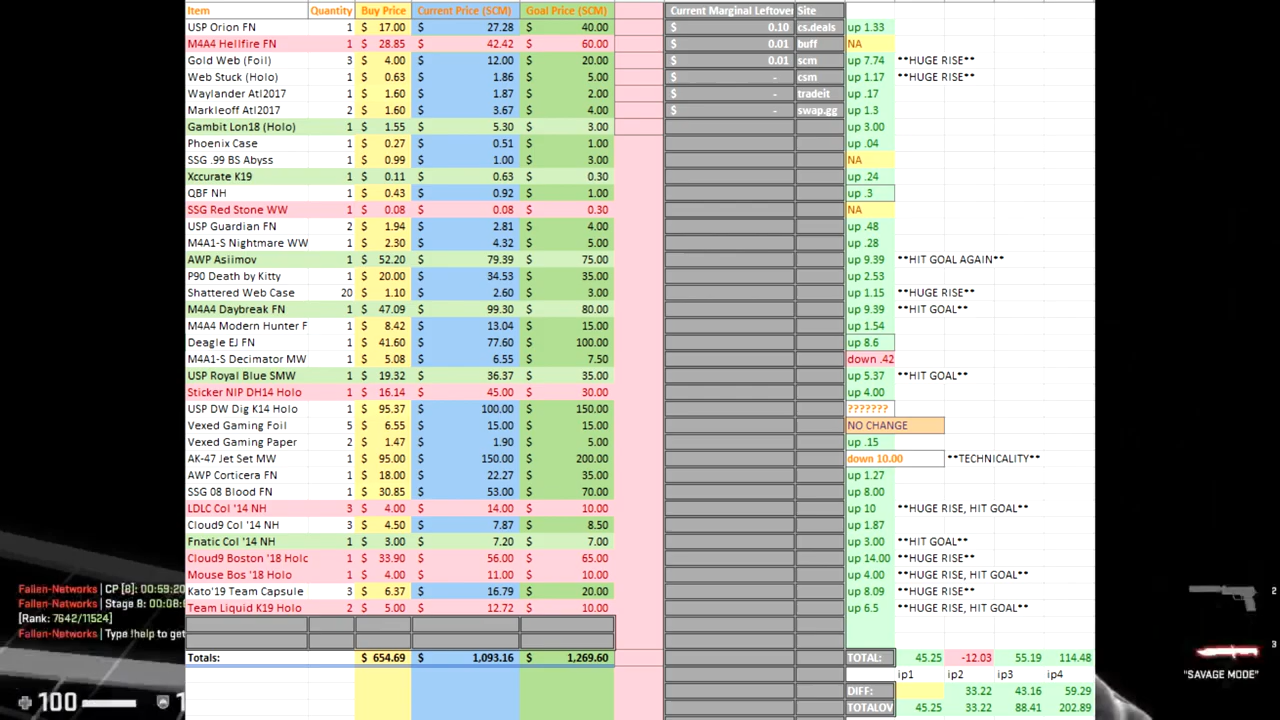 Item Quantity Buy Price Current Price (SCM) Goal Price (SCM) Current Marginal Leftover Site
USP Orion FN 1 $ 17.00 $ 27.28 $ 40.00 $ 0.10 cs.deals up 1.33
M4A4 Hellfire FN 1 $ 28.85 $ 42.42 $ 60.00 $ 0.01 buff NA
Gold Web (Foil) 3 $ 4.00 $ 12.00 $ 20.00 $ 0.01 scm up 7.74 **HUGE RISE**
Web Stuck (Holo) 1 $ 0.63 $ 1.86 $ 5.00 $ - csm up 1.17 **HUGE RISE**
Waylander Atl2017 1 $ 1.60 $ 1.87 $ 2.00 $ - tradeit up .17
Markleoff Atl2017 2 $ 1.60 $ 3.67 $ 4.00 $ - swap.gg up 1.3
Gambit Lon18 (Holo) 1 $ 1.55 $ 5.30 $ 3.00 up 3.00
Phoenix Case 1 $ 0.27 $ 0.51 $ 1.00 up .04
SSG .99 BS Abyss 1 $ 0.99 $ 1.00 $ 3.00 NA
Xccurate K19 1 $ 0.11 $ 0.63 $ 0.30 up .24
QBF NH 1 $ 0.43 $ 0.92 $ 1.00 up .3
SSG Red Stone WW 1 $ 0.08 $ 0.08 $ 0.30 NA
USP Guardian FN 2 $ 1.94 $ 2.81 $ 4.00 up .48
M4A1-S Nightmare WW 1 $ 2.30 $ 4.32 $ 5.00 up .28
AWP Asiimov 1 $ 52.20 $ 79.39 $ 75.00 up 9.39 **HIT GOAL AGAIN**
P90 Death by Kitty 1 $ 20.00 $ 34.53 $ 35.00 up 2.53
Shattered Web Case 20 $ 1.10 $ 2.60 $ 3.00 up 1.15 **HUGE RISE**
M4A4 Daybreak FN 1 $ 47.09 $ 99.30 $ 80.00 up 9.39 **HIT GOAL**
M4A4 Modern Hunter F 1 $ 8.42 $ 13.04 $ 15.00 up 1.54
Deagle EJ FN 1 $ 41.60 $ 77.60 $ 100.00 up 8.6
M4A1-S Decimator MW 1 $ 5.08 $ 6.55 $ 7.50 down .42
USP Royal Blue SMW 1 $ 19.32 $ 36.37 $ 35.00 up 5.37 **HIT GOAL**
Sticker NIP DH14 Holo 1 $ 16.14 $ 45.00 $ 30.00 up 4.00
USP DW Dig K14 Holo 1 $ 95.37 $ 100.00 $ 150.00 ???????
Vexed Gaming Foil 5 $ 6.55 $ 15.00 $ 15.00 NO CHANGE
Vexed Gaming Paper 2 $ 1.47 $ 1.90 $ 5.00 up .15
AK-47 Jet Set MW 1 $ 95.00 $ 150.00 $ 200.00 down 10.00 **TECHNICALITY**
AWP Corticera FN 1 $ 18.00 $ 22.27 $ 35.00 up 1.27
SSG 08 Blood FN 1 $ 30.85 $ 53.00 $ 70.00 up 8.00
LDLC Col '14 NH 3 $ 4.00 $ 14.00 $ 10.00 up 10 **HUGE RISE, HIT GOAL**
Cloud9 Col '14 NH 3 $ 4.50 $ 7.87 $ 8.50 up 1.87
Fnatic Col '14 NH 1 $ 3.00 $ 7.20 $ 7.00 up 3.00 **HIT GOAL**
Cloud9 Boston '18 Holo 1 $ 33.90 $ 56.00 $ 65.00 up 14.00 **HUGE RISE**
Mouse Bos '18 Holo 1 $ 4.00 $ 11.00 $ 10.00 up 4.00 **HUGE RISE, HIT GOAL**
Kato'19 Team Capsule 3 $ 6.37 $ 16.79 $ 20.00 up 8.09 **HUGE RISE**
Team Liquid K19 Holo 2 $ 5.00 $ 12.72 $ 10.00 up 6.5 **HUGE RISE, HIT GOAL**
Totals: $ 654.69 $ 1,093.16 $ 1,269.60 TOTAL: 45.25 -12.03 55.19 114.48
ip1 ip2 ip3 ip4
DIFF: 33.22 43.16 59.29
TOTALOV 45.25 33.22 88.41 202.89
Fallen-Networks | CP [8]: 00:59:20
Fallen-Networks | Stage 8: 00:08:
[Rank: 7642/11524]
Fallen-Networks | Type !help to get
100 1
2
3
"SAVAGE MODE"